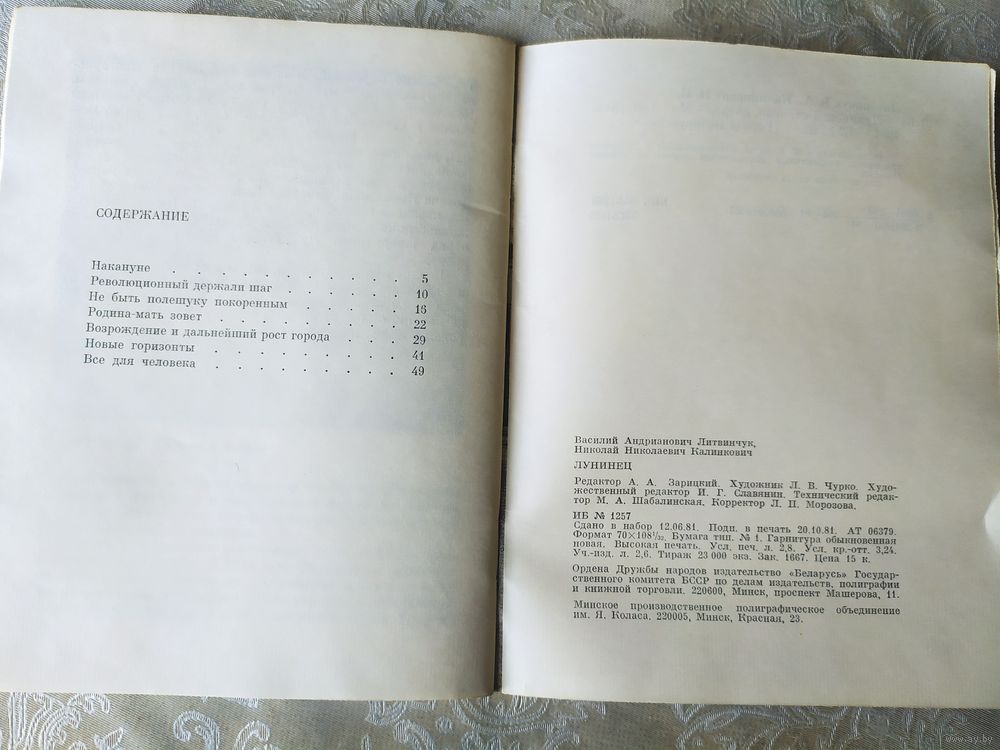 СОДЕРЖАНИЕ
Накануне . . . . . . . . . . 5
Революционный держали шаг . . . . . . 10
Не быть полешуку покоренным . . . . . 16
Родина-мать зовет . . . . . . . . 22
Возрождение и дальнейший рост города . . . 29
Новые горизонты . . . . . . . . 41
Все для человека . . . . . . . . 49
Василий Андрианович Литвинчук,
Николай Николаевич Калинкович
ЛУНИНЕЦ
Редактор А. А. Зарицкий. Художник Л. В. Чурко. Худо-
жественный редактор И. Г. Славянин. Технический редак-
тор М. А. Шабалинская. Корректор Л. П. Морозова.
ИБ № 1257
Сдано в набор 12.06.81. Подп. в печать 20.10.81. АТ 06379.
Формат 70×108¹/₃₂. Бумага тип. № 1. Гарнитура обыкновенная
новая. Высокая печать. Усл. печ. л. 2,8. Усл. кр.-отт. 3,24.
Уч.-изд. л. 2,6. Тираж 23 000 экз. Зак. 1667. Цена 15 к.
Ордена Дружбы народов издательство «Беларусь» Государ-
ственного комитета БССР по делам издательств, полиграфии
и книжной торговли. 220600, Минск, проспект Машерова, 11.
Минское производственное полиграфическое объединение
им. Я. Коласа. 220005, Минск, Красная, 23.
www.ay.by